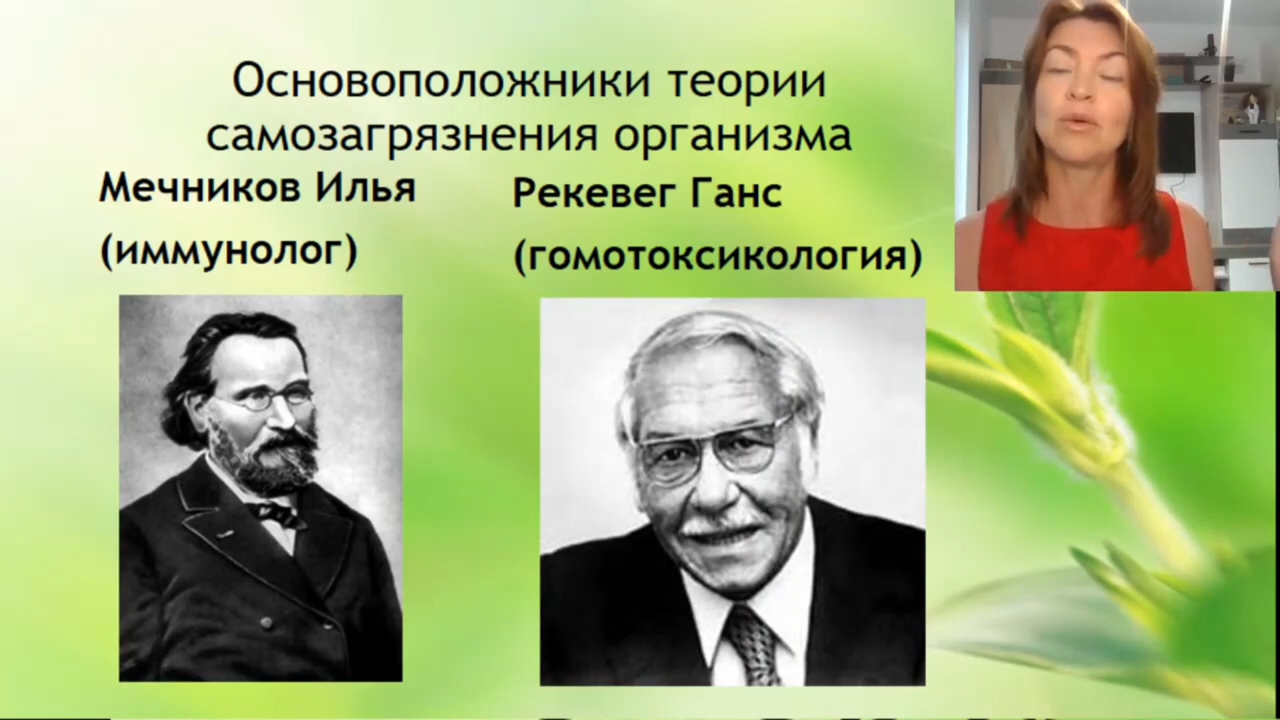 Основоположники теории
самозагрязнения организма
Мечников Илья
(иммунолог)
Рекевег Ганс
(гомотоксикология)